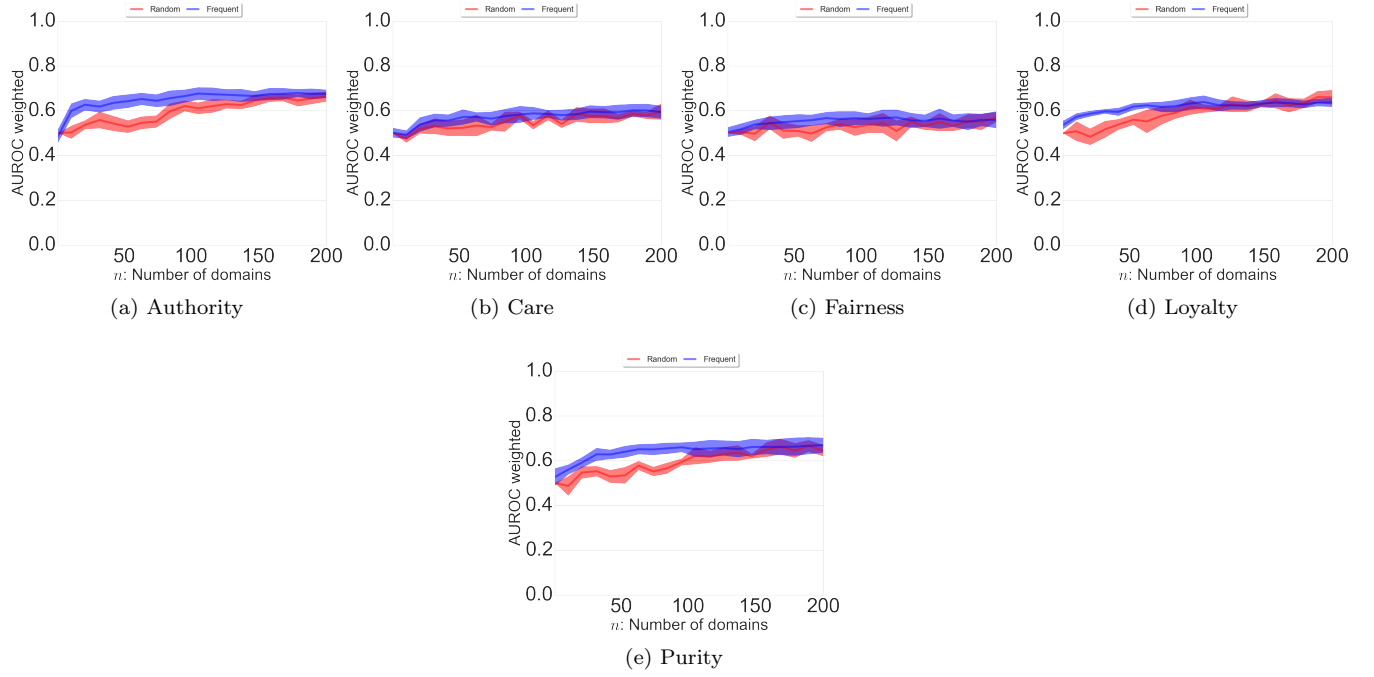 Random Frequent
1.0
0.8
0.6
0.4
0.2
0.0
AUROC weighted
50 100 150 200
n: Number of domains
(a) Authority
Random Frequent
1.0
0.8
0.6
0.4
0.2
0.0
AUROC weighted
50 100 150 200
n: Number of domains
(b) Care
Random Frequent
1.0
0.8
0.6
0.4
0.2
0.0
AUROC weighted
50 100 150 200
n: Number of domains
(c) Fairness
Random Frequent
1.0
0.8
0.6
0.4
0.2
0.0
AUROC weighted
50 100 150 200
n: Number of domains
(d) Loyalty
Random Frequent
1.0
0.8
0.6
0.4
0.2
0.0
AUROC weighted
50 100 150 200
n: Number of domains
(e) Purity